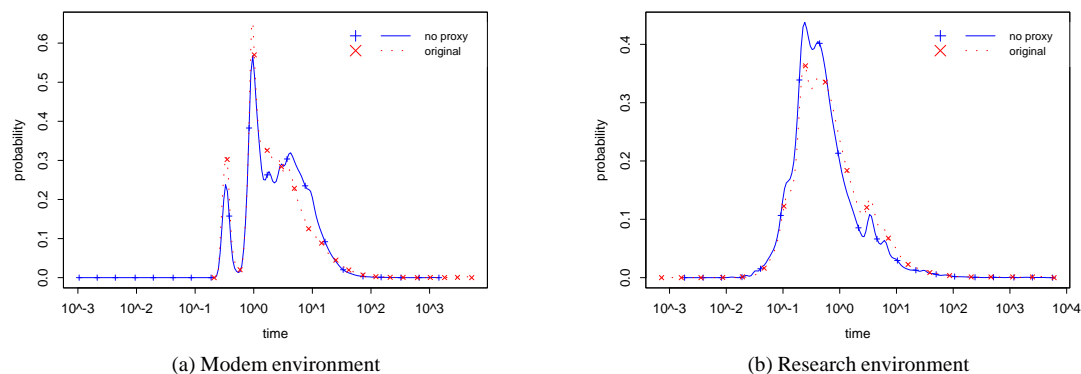 no proxy
original
probability
0.6
0.5
0.4
0.3
0.2
0.1
0.0
10^-3 10^-2 10^-1 10^0 10^1 10^2 10^3
time
(a) Modem environment
no proxy
original
probability
0.4
0.3
0.2
0.1
0.0
10^-3 10^-2 10^-1 10^0 10^1 10^2 10^3 10^4
time
(b) Research environment